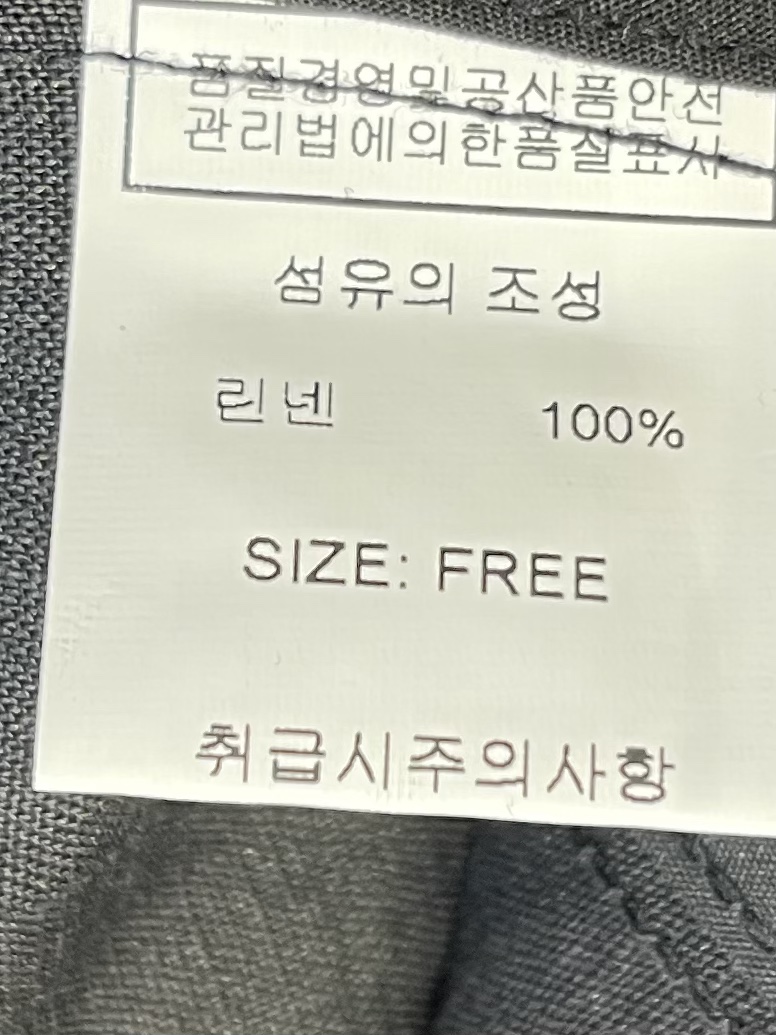 품질경영및공산품안전
관리법에의한품실표시
섬유의 조성
린넨 100%
SIZE: FREE
취급시주의사항